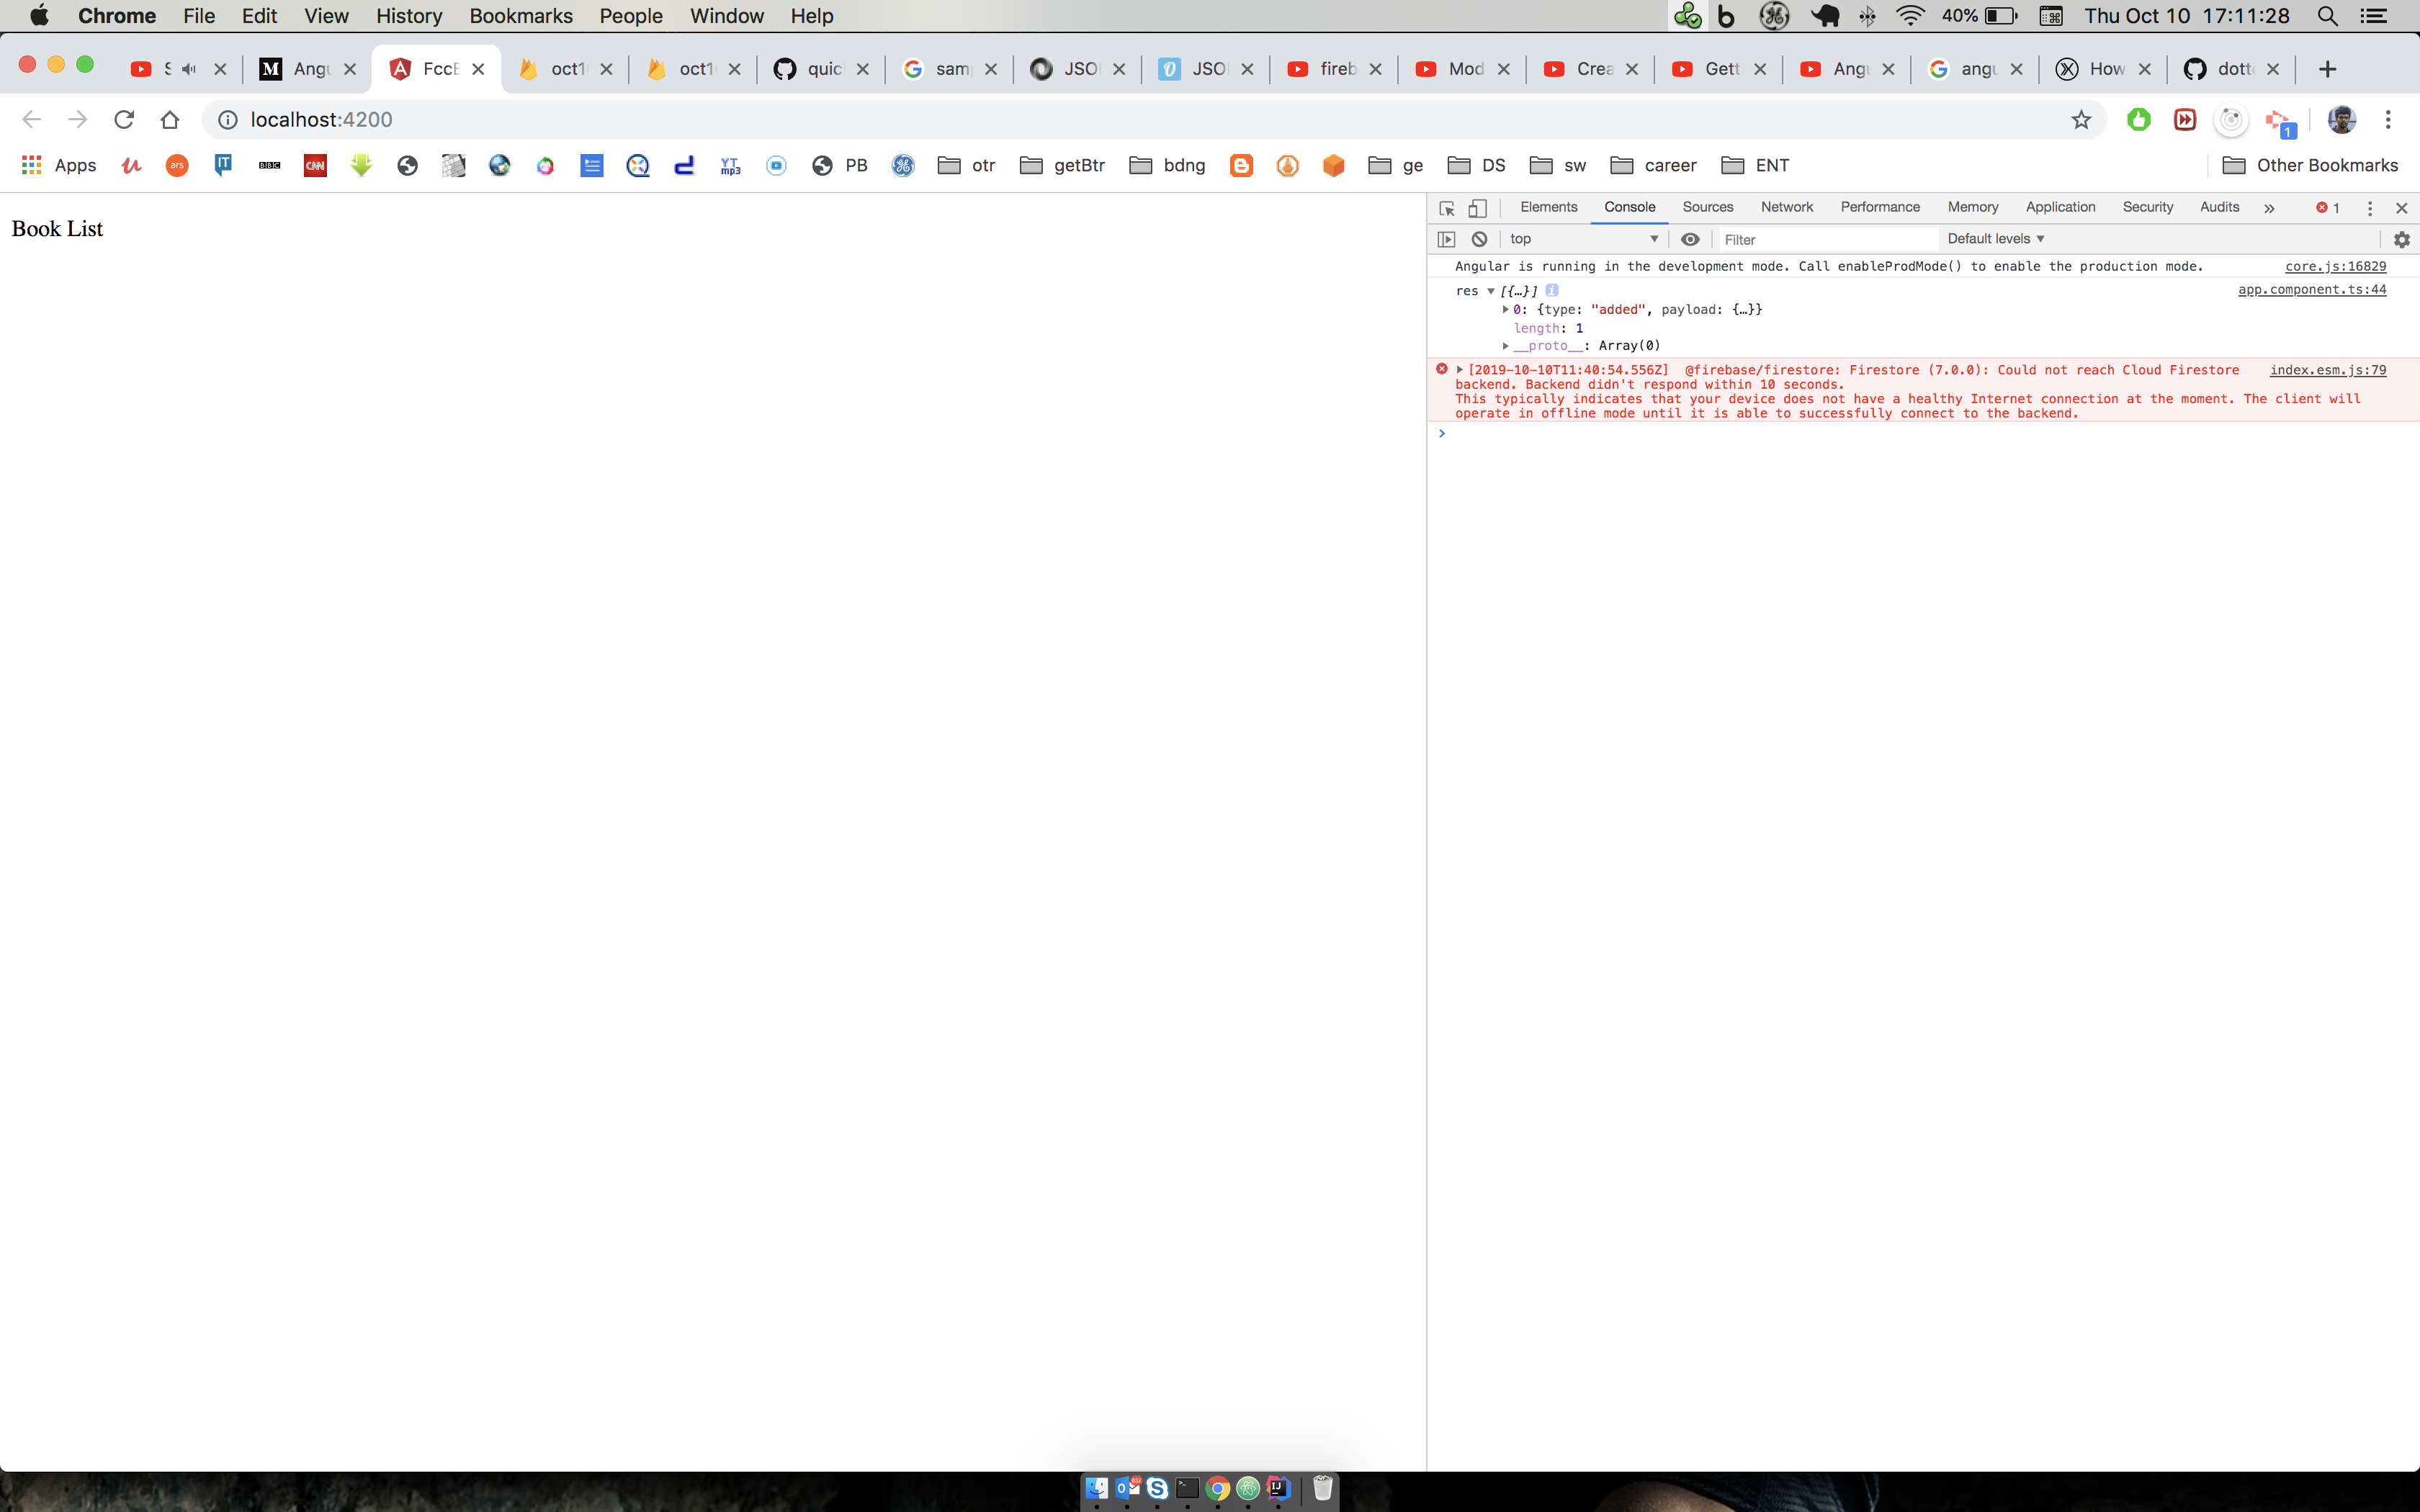 Chrome File Edit View History Bookmarks People Window Help 40% Thu Oct 10 17:11:28
S M Angu FccB oct1 oct1 quic sam JSO JSO fireb Mod Crea Gett Angu angu How dott
localhost:4200 1
Apps ars IT BBC CNN YT mp3 PB otr getBtr bdng ge DS sw career ENT Other Bookmarks
Book List
Elements Console Sources Network Performance Memory Application Security Audits » 1
top Filter Default levels
Angular is running in the development mode. Call enableProdMode() to enable the production mode. core.js:16829
res [{…}] i app.component.ts:44
0: {type: "added", payload: {…}}
length: 1
__proto__: Array(0)
[2019-10-10T11:40:54.556Z] @firebase/firestore: Firestore (7.0.0): Could not reach Cloud Firestore index.esm.js:79
backend. Backend didn't respond within 10 seconds.
This typically indicates that your device does not have a healthy Internet connection at the moment. The client will
operate in offline mode until it is able to successfully connect to the backend.